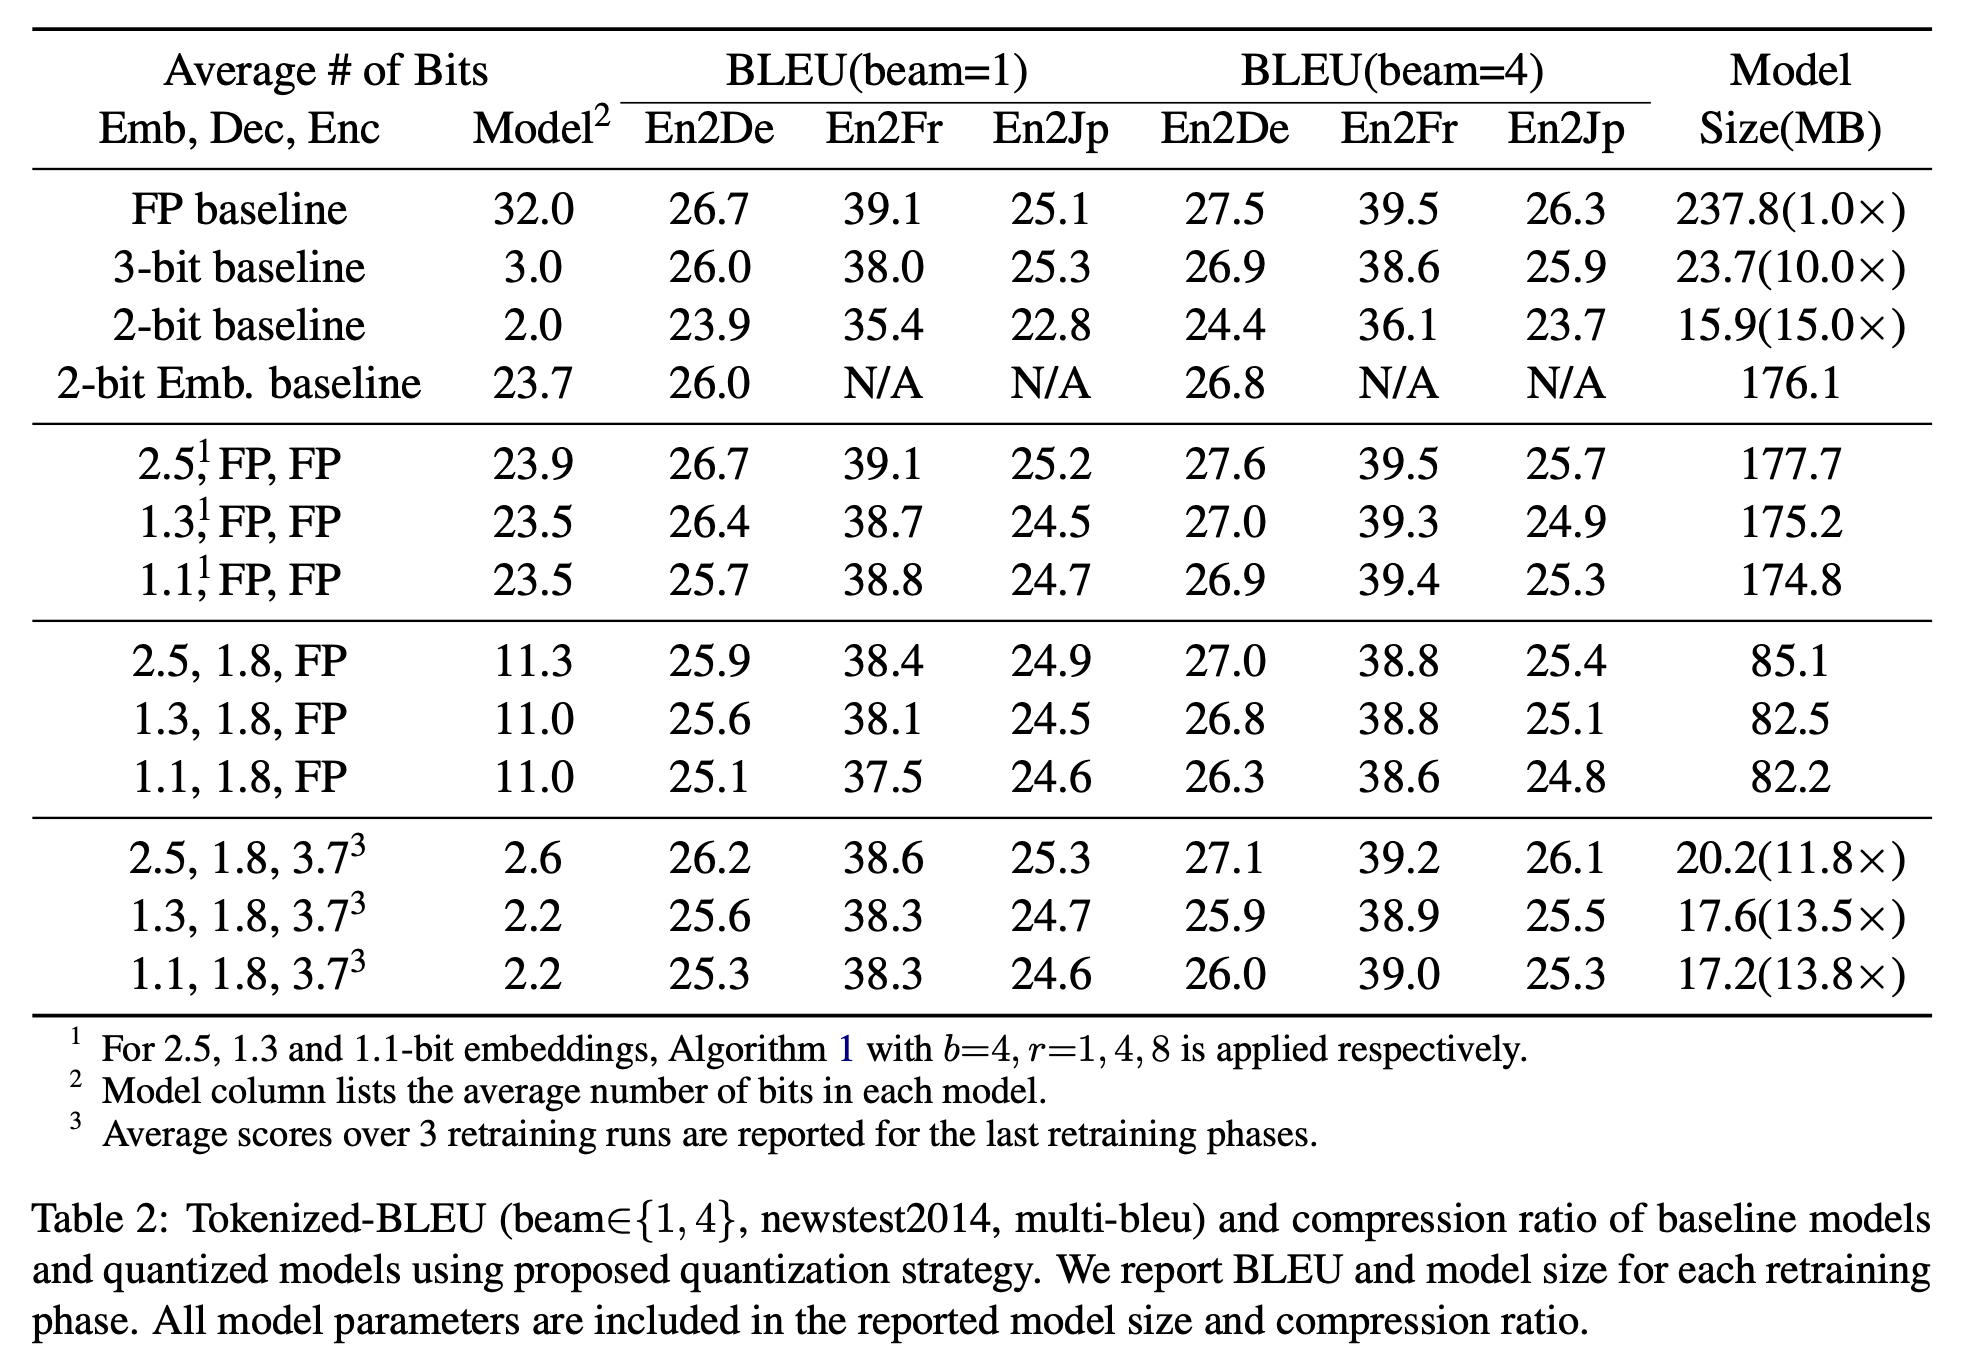 Average # of Bits BLEU(beam=1) BLEU(beam=4) Model
Emb, Dec, Enc Model² En2De En2Fr En2Jp En2De En2Fr En2Jp Size(MB)
FP baseline 32.0 26.7 39.1 25.1 27.5 39.5 26.3 237.8(1.0×)
3-bit baseline 3.0 26.0 38.0 25.3 26.9 38.6 25.9 23.7(10.0×)
2-bit baseline 2.0 23.9 35.4 22.8 24.4 36.1 23.7 15.9(15.0×)
2-bit Emb. baseline 23.7 26.0 N/A N/A 26.8 N/A N/A 176.1
2.5,¹ FP, FP 23.9 26.7 39.1 25.2 27.6 39.5 25.7 177.7
1.3,¹ FP, FP 23.5 26.4 38.7 24.5 27.0 39.3 24.9 175.2
1.1,¹ FP, FP 23.5 25.7 38.8 24.7 26.9 39.4 25.3 174.8
2.5, 1.8, FP 11.3 25.9 38.4 24.9 27.0 38.8 25.4 85.1
1.3, 1.8, FP 11.0 25.6 38.1 24.5 26.8 38.8 25.1 82.5
1.1, 1.8, FP 11.0 25.1 37.5 24.6 26.3 38.6 24.8 82.2
2.5, 1.8, 3.7³ 2.6 26.2 38.6 25.3 27.1 39.2 26.1 20.2(11.8×)
1.3, 1.8, 3.7³ 2.2 25.6 38.3 24.7 25.9 38.9 25.5 17.6(13.5×)
1.1, 1.8, 3.7³ 2.2 25.3 38.3 24.6 26.0 39.0 25.3 17.2(13.8×)
¹ For 2.5, 1.3 and 1.1-bit embeddings, Algorithm 1 with b=4, r=1, 4, 8 is applied respectively.
² Model column lists the average number of bits in each model.
³ Average scores over 3 retraining runs are reported for the last retraining phases.
Table 2: Tokenized-BLEU (beam∈{1, 4}, newstest2014, multi-bleu) and compression ratio of baseline models
and quantized models using proposed quantization strategy. We report BLEU and model size for each retraining
phase. All model parameters are included in the reported model size and compression ratio.